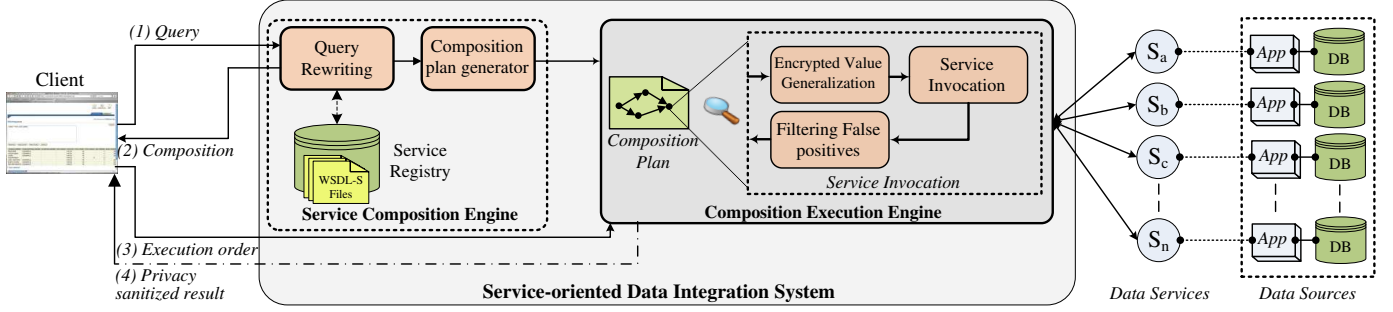 (1) Query
Client
(2) Composition
(3) Execution order
(4) Privacy
sanitized result
Query
Rewriting
Composition
plan generator
Service
Registry
WSDL-S
Files
Service Composition Engine
Composition
Plan
Encrypted Value
Generalization
Service
Invocation
Filtering False
positives
Service Invocation
Composition Execution Engine
Service-oriented Data Integration System
Sa
Sb
Sc
Sn
Data Services
App
DB
App
DB
App
DB
App
DB
Data Sources